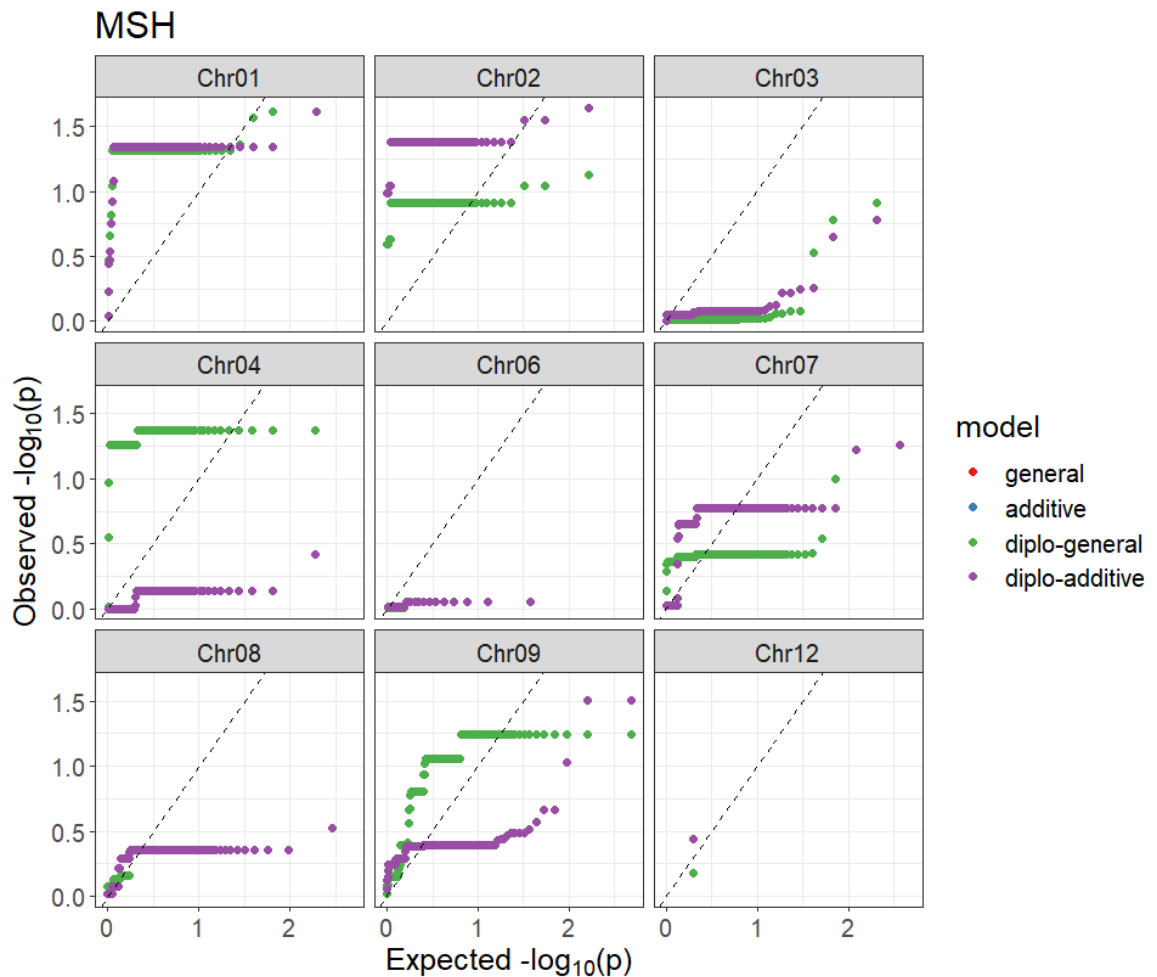 MSH
Chr01 Chr02 Chr03
1.5
1.0
0.5
0.0
Chr04 Chr06 Chr07
1.5
1.0
0.5
0.0
Chr08 Chr09 Chr12
1.5
1.0
0.5
0.0
0 1 2 0 1 2 0 1 2
Expected -log₁₀(p)
Observed -log₁₀(p)
model
general
additive
diplo-general
diplo-additive